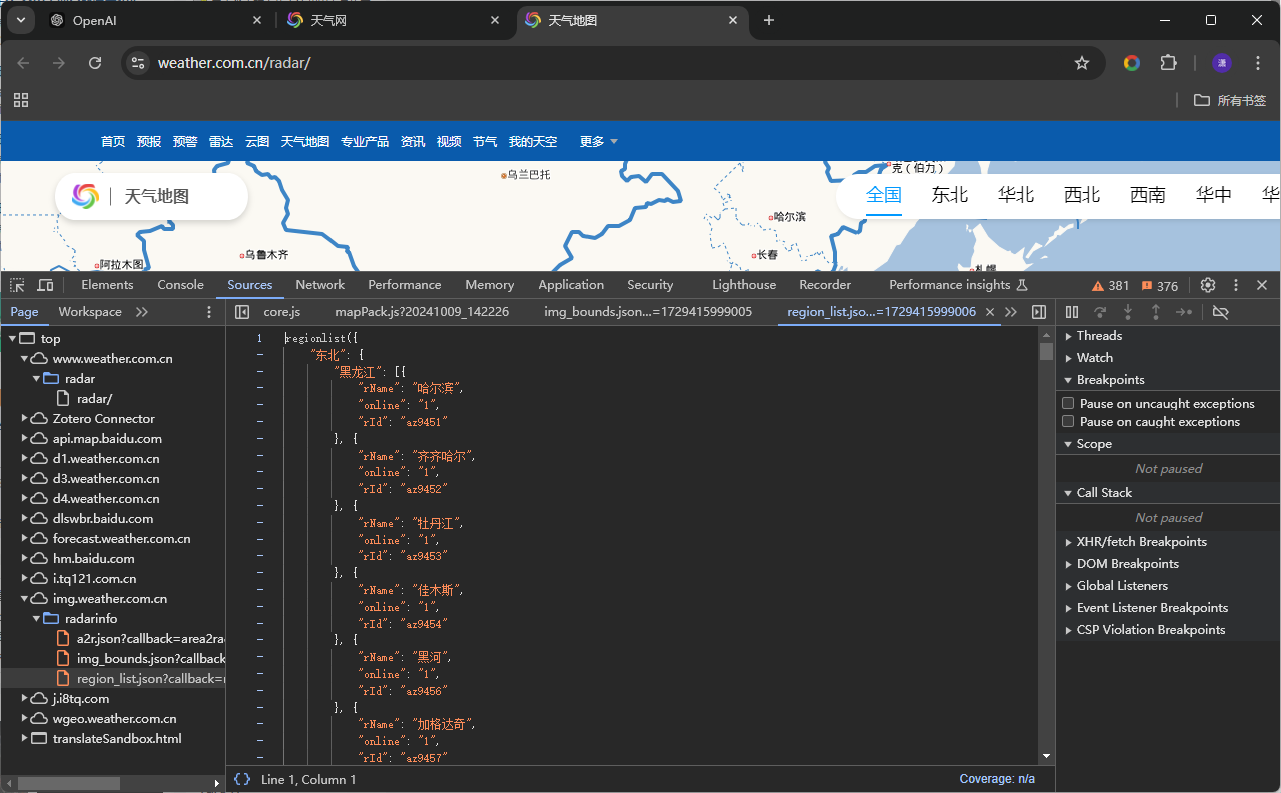 OpenAI
天气网
天气地图
weather.com.cn/radar/
潇
所有书签
首页 预报 预警 雷达 云图 天气地图 专业产品 资讯 视频 节气 我的天空 更多
天气地图
乌兰巴托
克（伯力）
全国 东北 华北 西北 西南 华中 华
哈尔滨
乌鲁木齐
长春
阿拉木图
札幌
Elements Console Sources Network Performance Memory Application Security Lighthouse Recorder Performance insights 381 376
Page Workspace
core.js mapPack.js?20241009_142226 img_bounds.json...=1729415999005 region_list.jso...=1729415999006
top
www.weather.com.cn
radar
radar/
Zotero Connector
api.map.baidu.com
d1.weather.com.cn
d3.weather.com.cn
d4.weather.com.cn
dlswbr.baidu.com
forecast.weather.com.cn
hm.baidu.com
i.tq121.com.cn
img.weather.com.cn
radarinfo
a2r.json?callback=area2rad
img_bounds.json?callback
region_list.json?callback=r
j.i8tq.com
wgeo.weather.com.cn
translateSandbox.html
1 regionlist({
- "东北": {
- "黑龙江": [{
- "rName": "哈尔滨",
- "online": "1",
- "rId": "az9451"
- }, {
- "rName": "齐齐哈尔",
- "online": "1",
- "rId": "az9452"
- }, {
- "rName": "牡丹江",
- "online": "1",
- "rId": "az9453"
- }, {
- "rName": "佳木斯",
- "online": "1",
- "rId": "az9454"
- }, {
- "rName": "黑河",
- "online": "1",
- "rId": "az9456"
- }, {
- "rName": "加格达奇",
- "online": "1",
- "rId": "az9457"
{} Line 1, Column 1
Coverage: n/a
Threads
Watch
Breakpoints
Pause on uncaught exceptions
Pause on caught exceptions
Scope
Not paused
Call Stack
Not paused
XHR/fetch Breakpoints
DOM Breakpoints
Global Listeners
Event Listener Breakpoints
CSP Violation Breakpoints